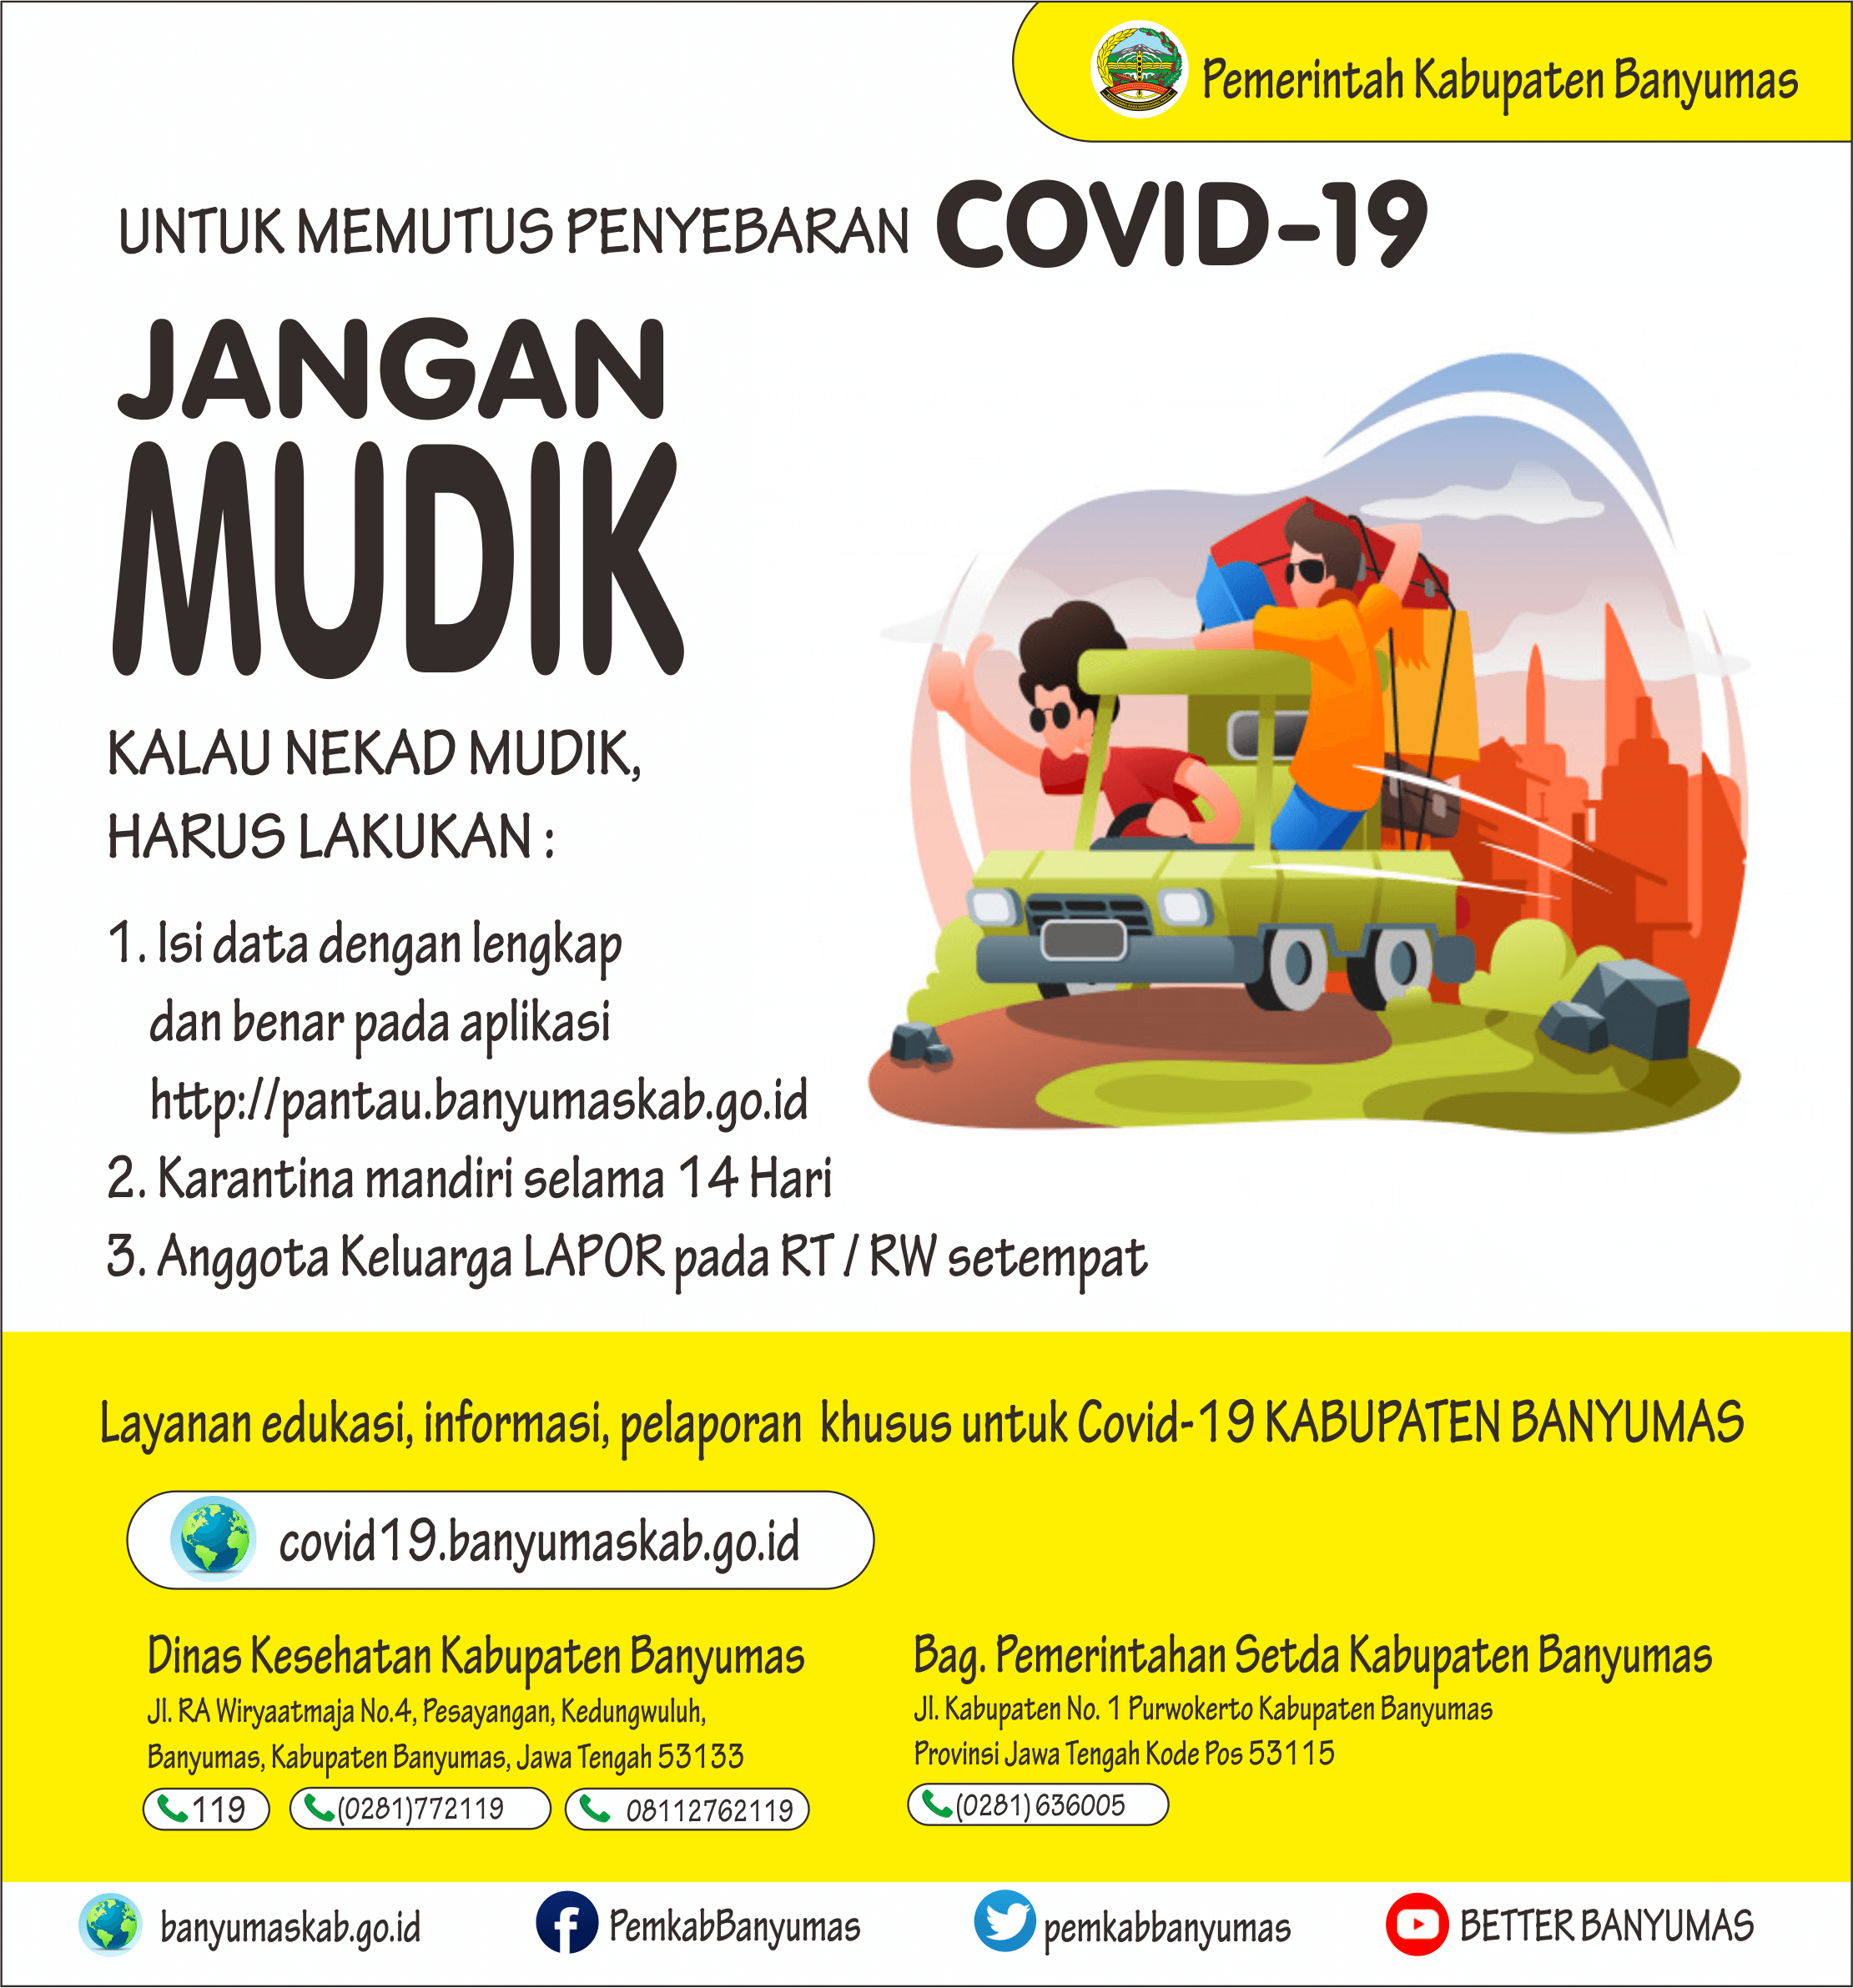 Pemerintah Kabupaten Banyumas
UNTUK MEMUTUS PENYEBARAN COVID-19
JANGAN
MUDIK
KALAU NEKAD MUDIK,
HARUS LAKUKAN :
1. Isi data dengan lengkap
dan benar pada aplikasi
http://pantau.banyumaskab.go.id
2. Karantina mandiri selama 14 Hari
3. Anggota Keluarga LAPOR pada RT / RW setempat
Layanan edukasi, informasi, pelaporan khusus untuk Covid-19 KABUPATEN BANYUMAS
covid19.banyumaskab.go.id
Dinas Kesehatan Kabupaten Banyumas
Jl. RA Wiryaatmaja No.4, Pesayangan, Kedungwuluh,
Banyumas, Kabupaten Banyumas, Jawa Tengah 53133
119 (0281)772119 08112762119
Bag. Pemerintahan Setda Kabupaten Banyumas
Jl. Kabupaten No. 1 Purwokerto Kabupaten Banyumas
Provinsi Jawa Tengah Kode Pos 53115
(0281) 636005
banyumaskab.go.id PemkabBanyumas pemkabbanyumas BETTER BANYUMAS